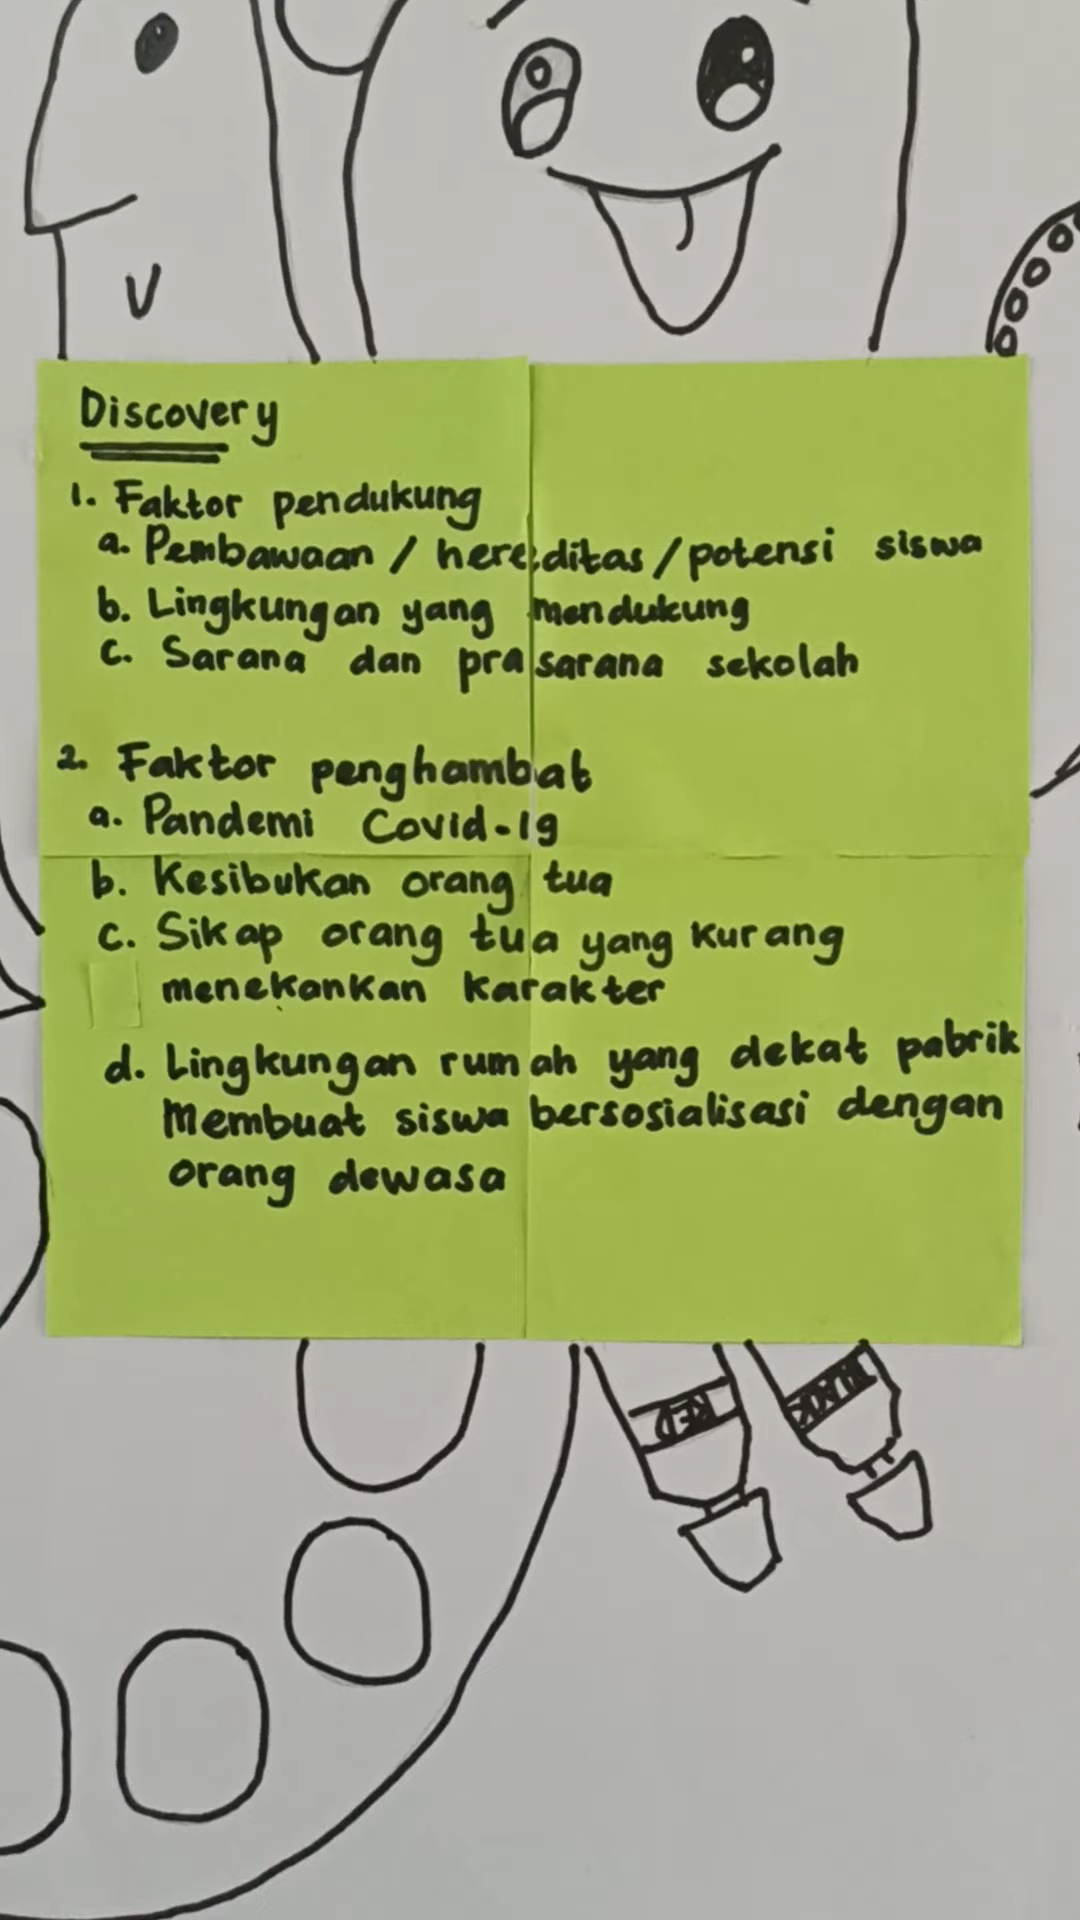 Discovery
1. Faktor pendukung
a. Pembawaan / hereditas / potensi siswa
b. Lingkungan yang mendukung
c. Sarana dan prasarana sekolah
2. Faktor penghambat
a. Pandemi Covid-19
b. Kesibukan orang tua
c. Sikap orang tua yang kurang
menekankan karakter
d. Lingkungan rumah yang dekat pabrik
membuat siswa bersosialisasi dengan
orang dewasa
RED